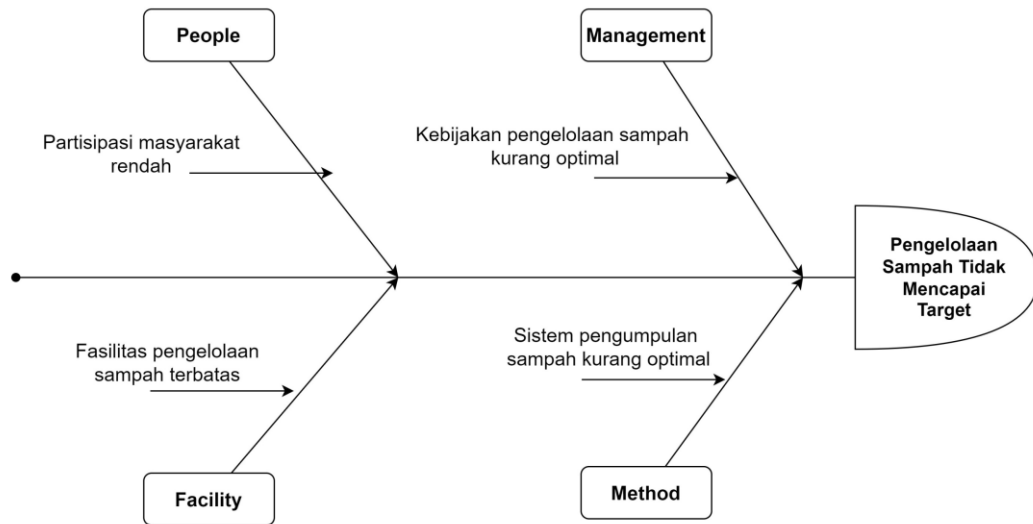 People
Management
Partisipasi masyarakat
rendah
Kebijakan pengelolaan sampah
kurang optimal
Pengelolaan
Sampah Tidak
Mencapai
Target
Fasilitas pengelolaan
sampah terbatas
Sistem pengumpulan
sampah kurang optimal
Facility
Method